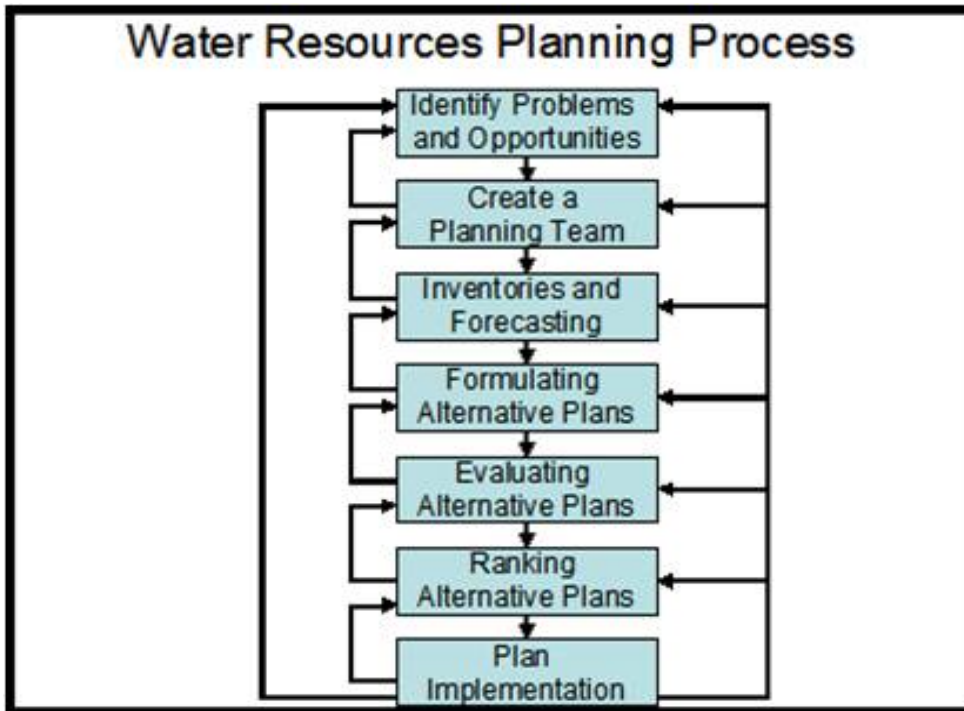 Water Resources Planning Process
Identify Problems
and Opportunities
Create a
Planning Team
Inventories and
Forecasting
Formulating
Alternative Plans
Evaluating
Alternative Plans
Ranking
Alternative Plans
Plan
Implementation